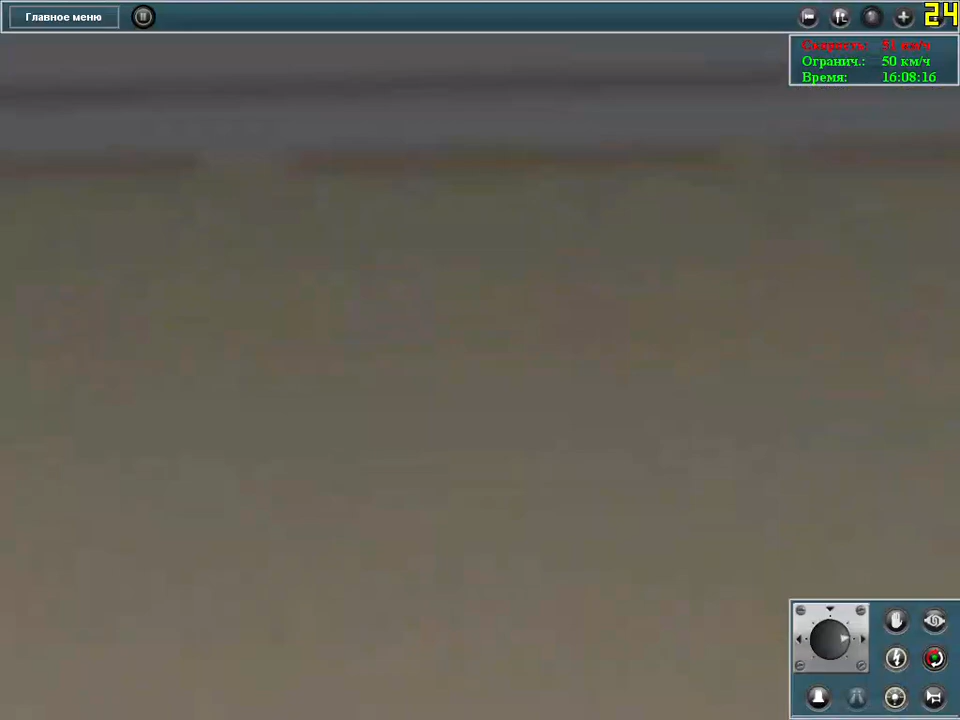 Главное меню
24
Скорость: 51 км/ч
Огранич.: 50 км/ч
Время: 16:08:16